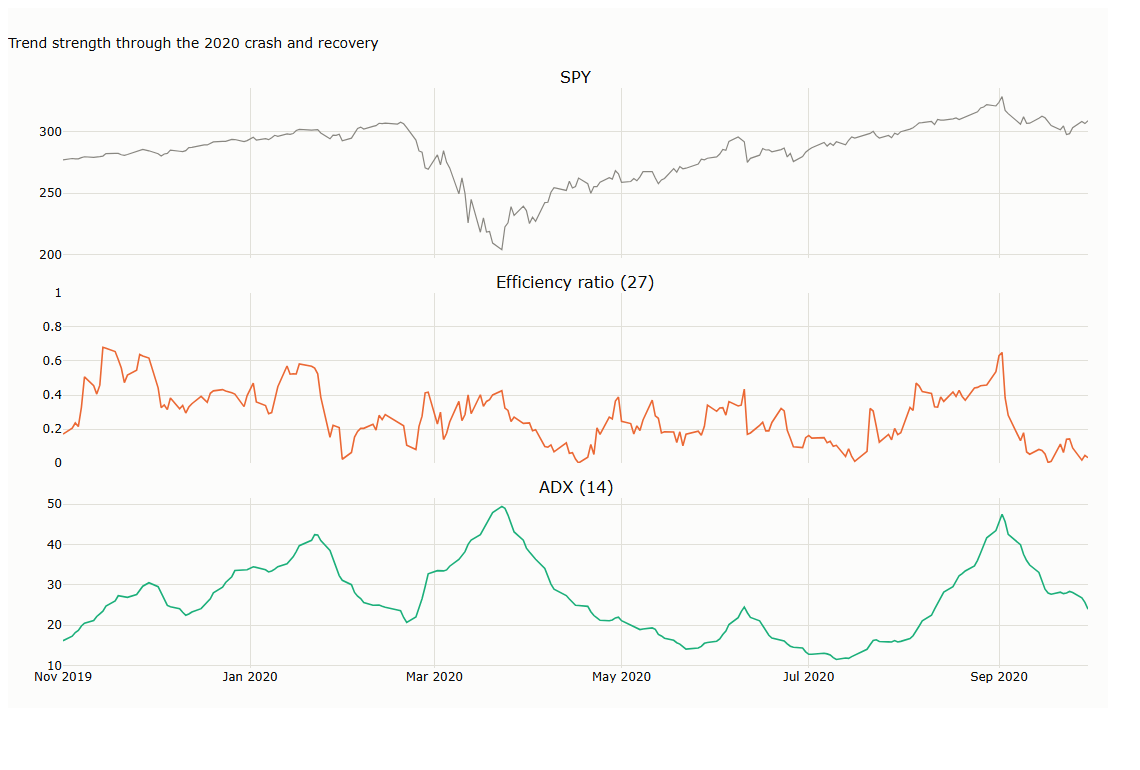 Trend strength through the 2020 crash and recovery
SPY
300
250
200
Efficiency ratio (27)
1
0.8
0.6
0.4
0.2
0
ADX (14)
50
40
30
20
10
Nov 2019 Jan 2020 Mar 2020 May 2020 Jul 2020 Sep 2020